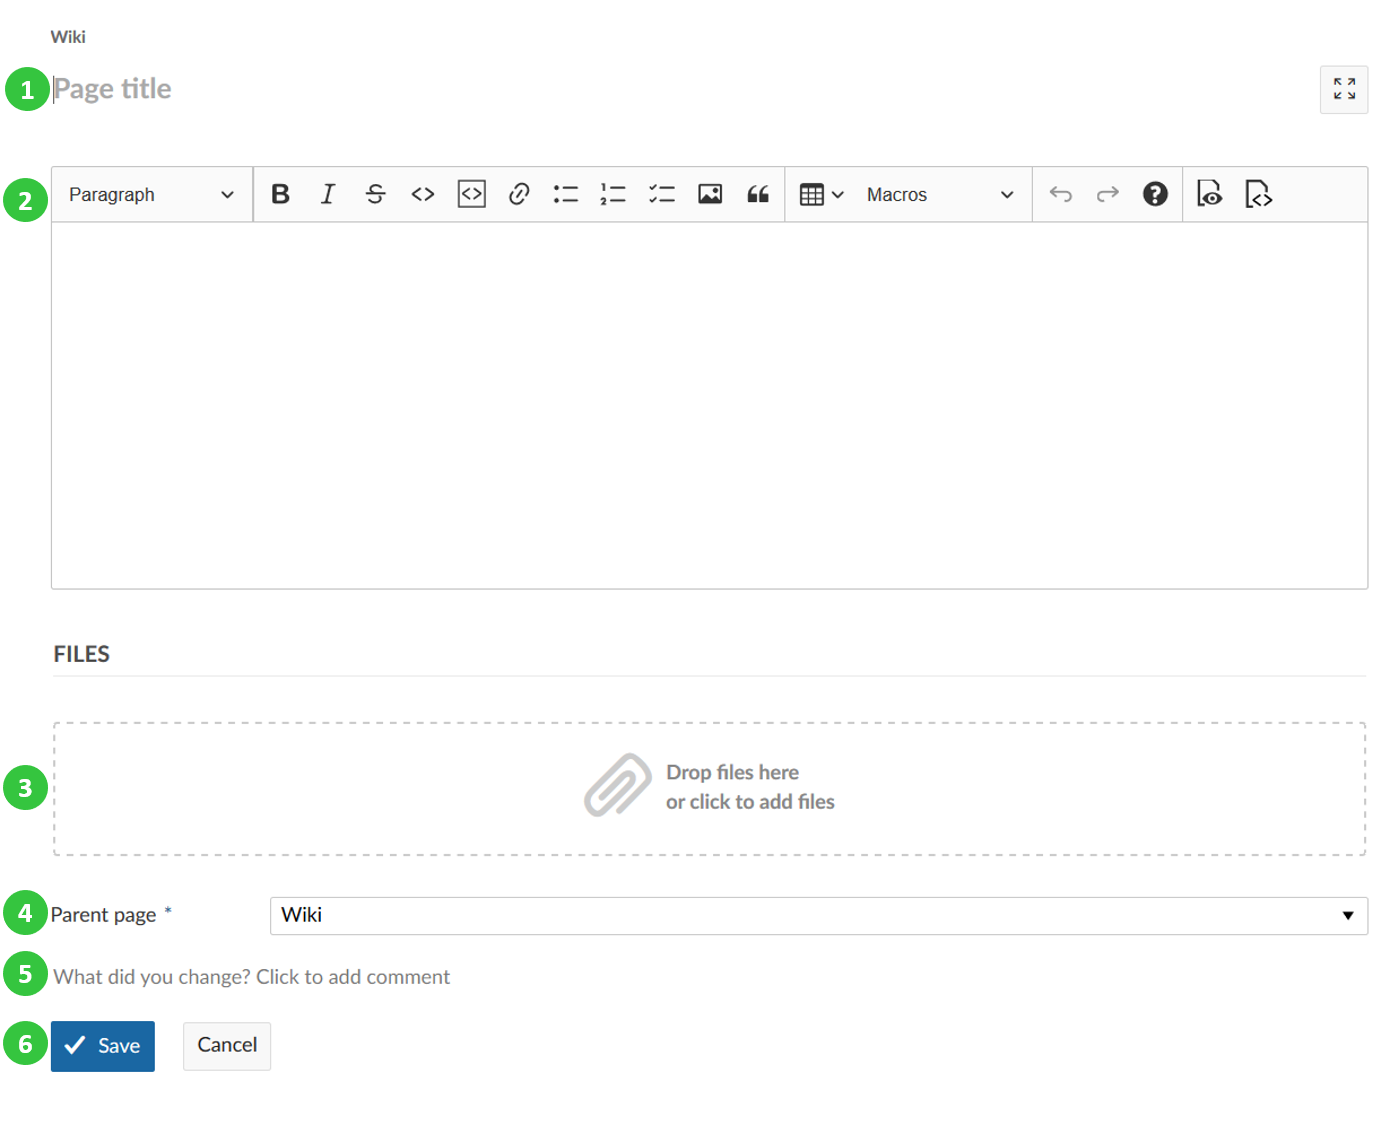 Wiki
1 Page title
2 Paragraph B I S Macros ?
FILES
3 Drop files here
or click to add files
4 Parent page * Wiki
5 What did you change? Click to add comment
6 Save Cancel